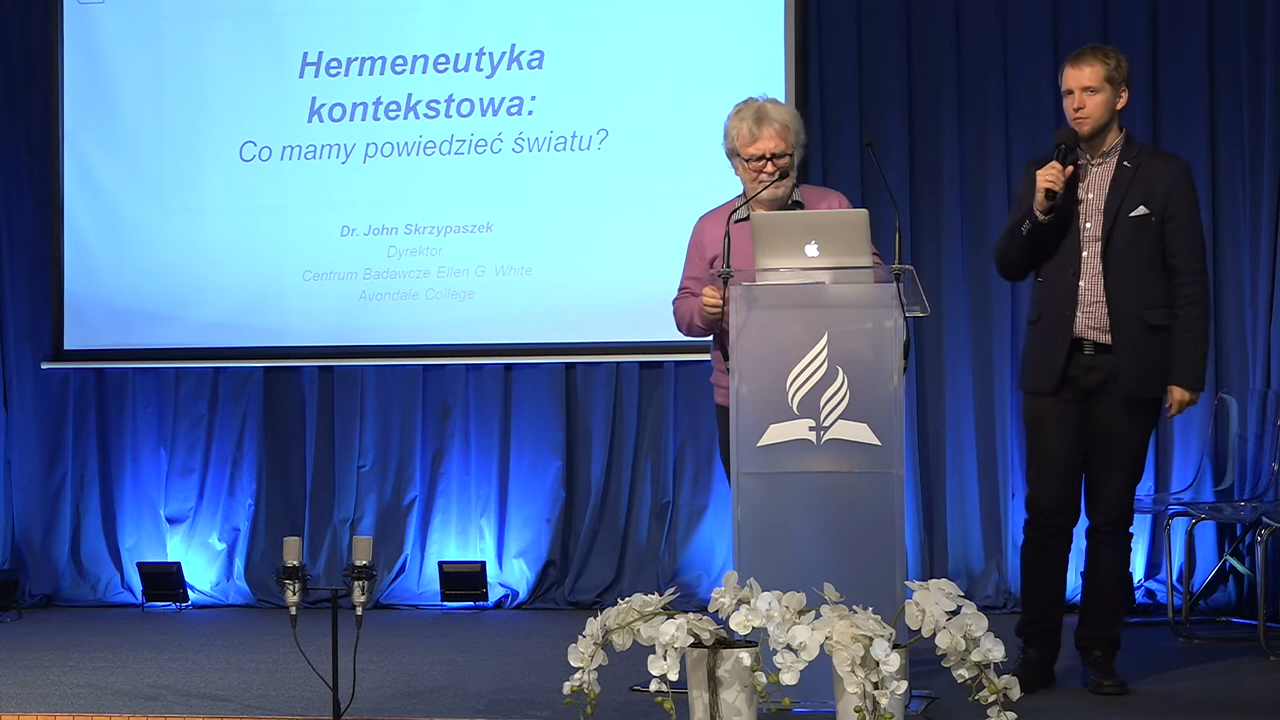 Hermeneutyka
kontekstowa:
Co mamy powiedzieć światu?
Dr. John Skrzypaszek
Dyrektor
Centrum Badawcze Ellen G. White
Avondale College